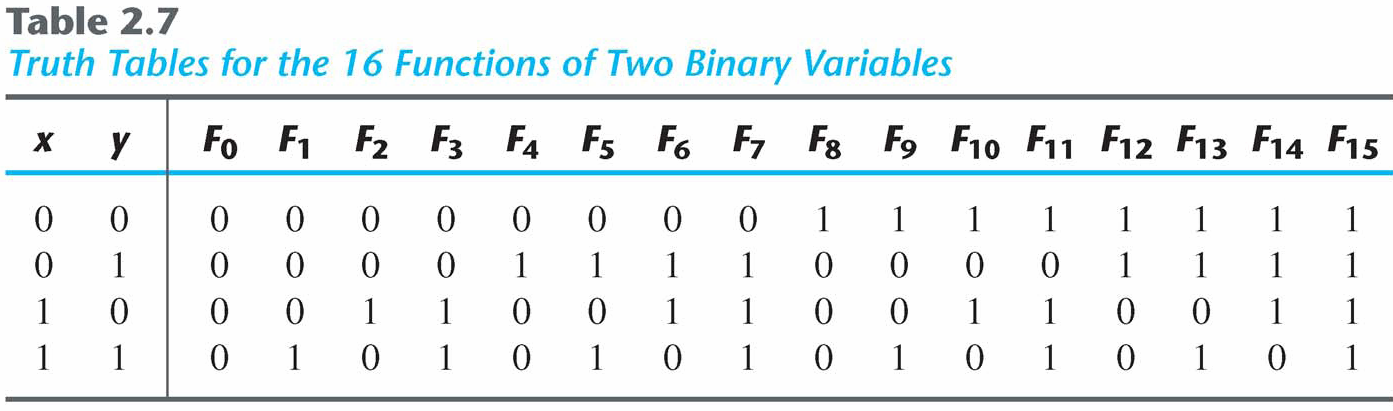 Table 2.7
Truth Tables for the 16 Functions of Two Binary Variables
x y F0 F1 F2 F3 F4 F5 F6 F7 F8 F9 F10 F11 F12 F13 F14 F15
0 0 0 0 0 0 0 0 0 0 1 1 1 1 1 1 1 1
0 1 0 0 0 0 1 1 1 1 0 0 0 0 1 1 1 1
1 0 0 0 1 1 0 0 1 1 0 0 1 1 0 0 1 1
1 1 0 1 0 1 0 1 0 1 0 1 0 1 0 1 0 1